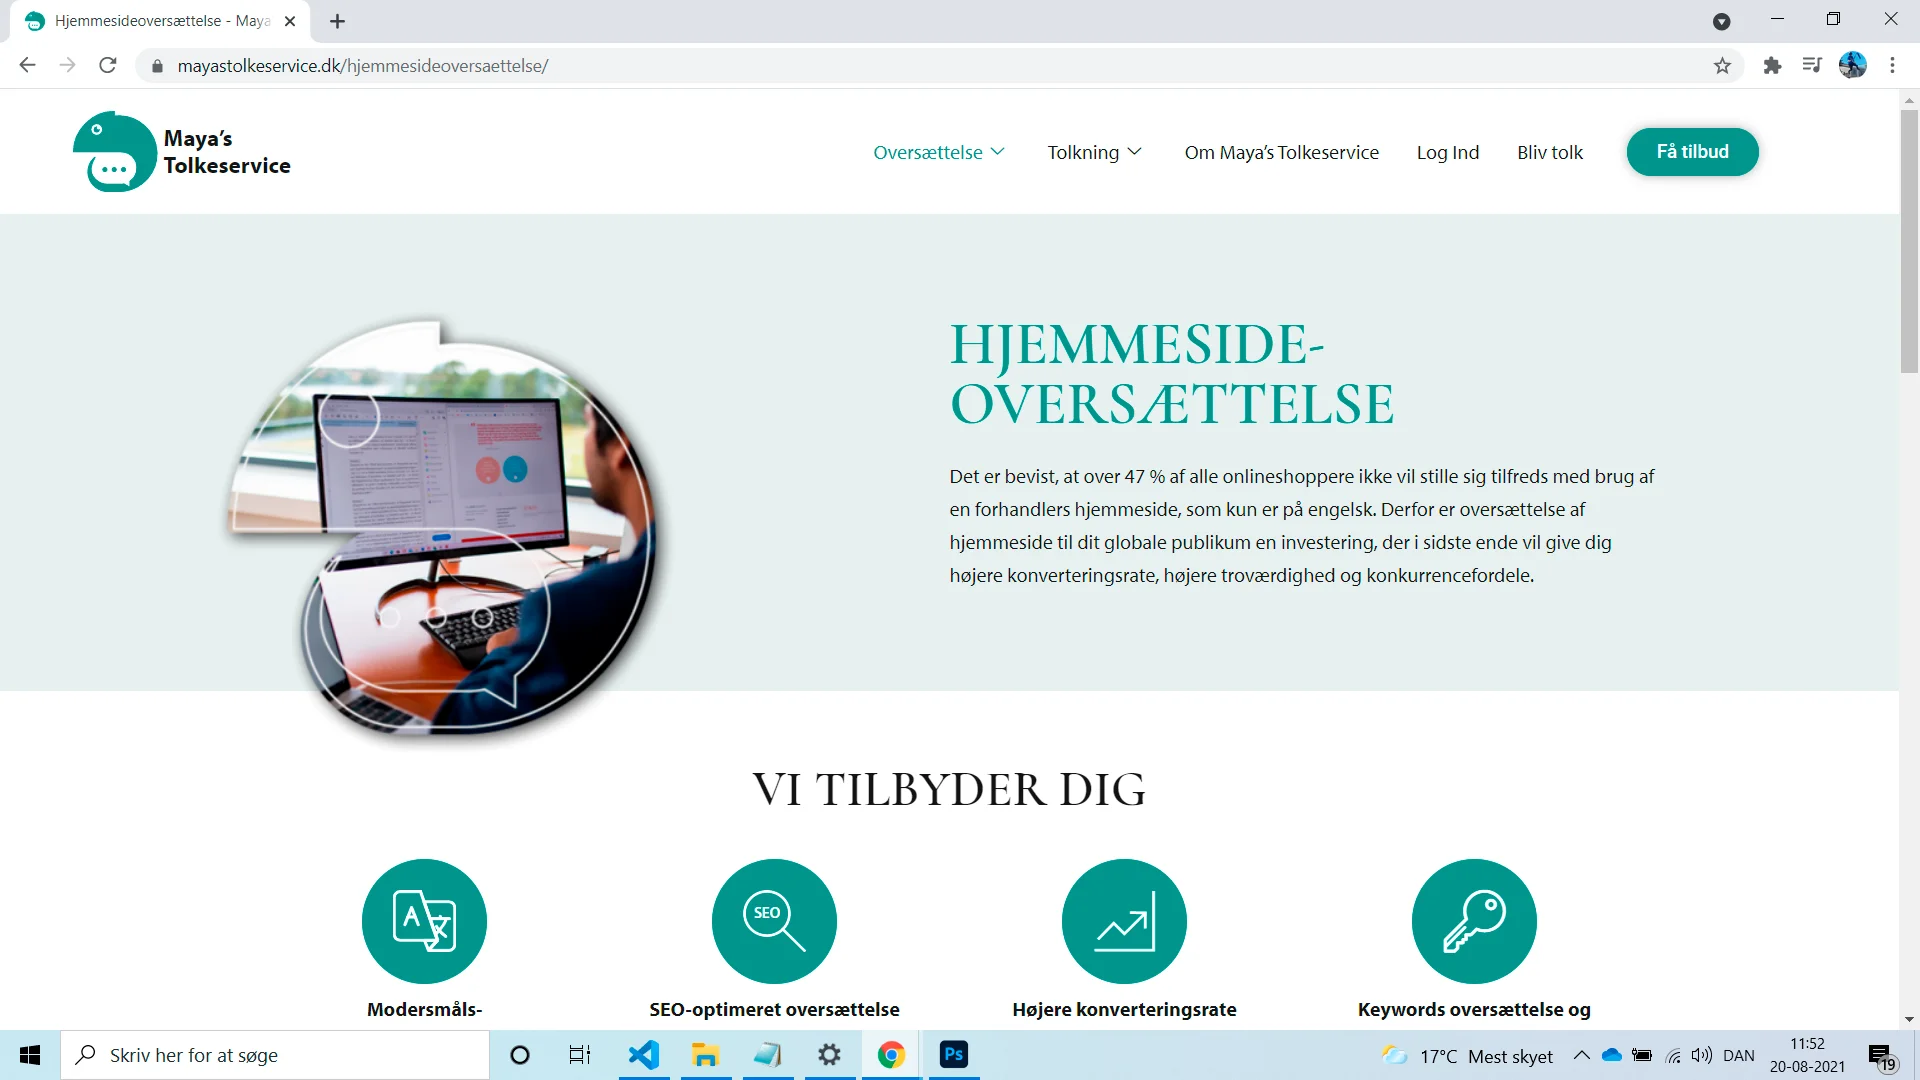 Hjemmesideoversættelse - Maya
mayastolkeservice.dk/hjemmesideoversaettelse/
Maya's
Tolkeservice
Oversættelse
Tolkning
Om Maya's Tolkeservice
Log Ind
Bliv tolk
Få tilbud
HJEMMESIDE-
OVERSÆTTELSE
Det er bevist, at over 47 % af alle onlineshoppere ikke vil stille sig tilfreds med brug af
en forhandlers hjemmeside, som kun er på engelsk. Derfor er oversættelse af
hjemmeside til dit globale publikum en investering, der i sidste ende vil give dig
højere konverteringsrate, højere troværdighed og konkurrencefordele.
VI TILBYDER DIG
A
SEO
Modersmåls-
SEO-optimeret oversættelse
Højere konverteringsrate
Keywords oversættelse og
Skriv her for at søge
Ps
17°C Mest skyet
DAN
11:52
20-08-2021
19